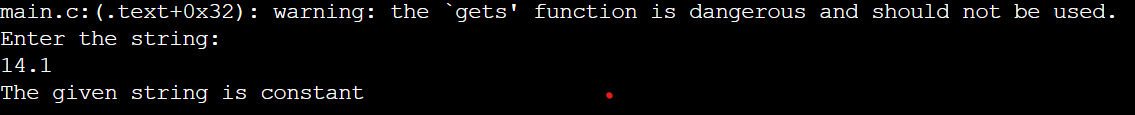 main.c:(.text+0x32): warning: the `gets' function is dangerous and should not be used.
Enter the string:
14.1
The given string is constant